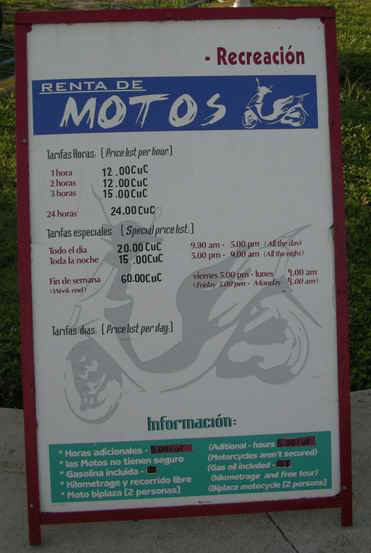 - Recreación
RENTA DE
MOTOS
Tarifas Horas. (Price list per hour)
1 hora 12.00CuC
2 horas 12.00CuC
3 horas 15.00CuC
24 horas 24.00CuC
Tarifas especiales (Special price list.)
Todo el día 20.00CuC 9.30 am - 5.00 pm (All the day)
Toda la noche 15.00CuC 5.00 pm - 9.00 am (All the night)
Fin de semana 60.00CuC viernes 5.00 pm - lunes 8.00 am
(Week end) (Friday 5.00 pm - Monday 8.00 am)
Tarifas días. (Price list per day.)
Información:
* Horas adicionales - (Aditional - hours
* las Motos no tienen seguro (Motorcycles aren't secured)
* Gasolina incluida - (Gas oil included -
* Kilometrage y recorrido libre (kilometrage and free tour)
* Moto biplaza (2 personas) (Biplace motocycle (2 persons)